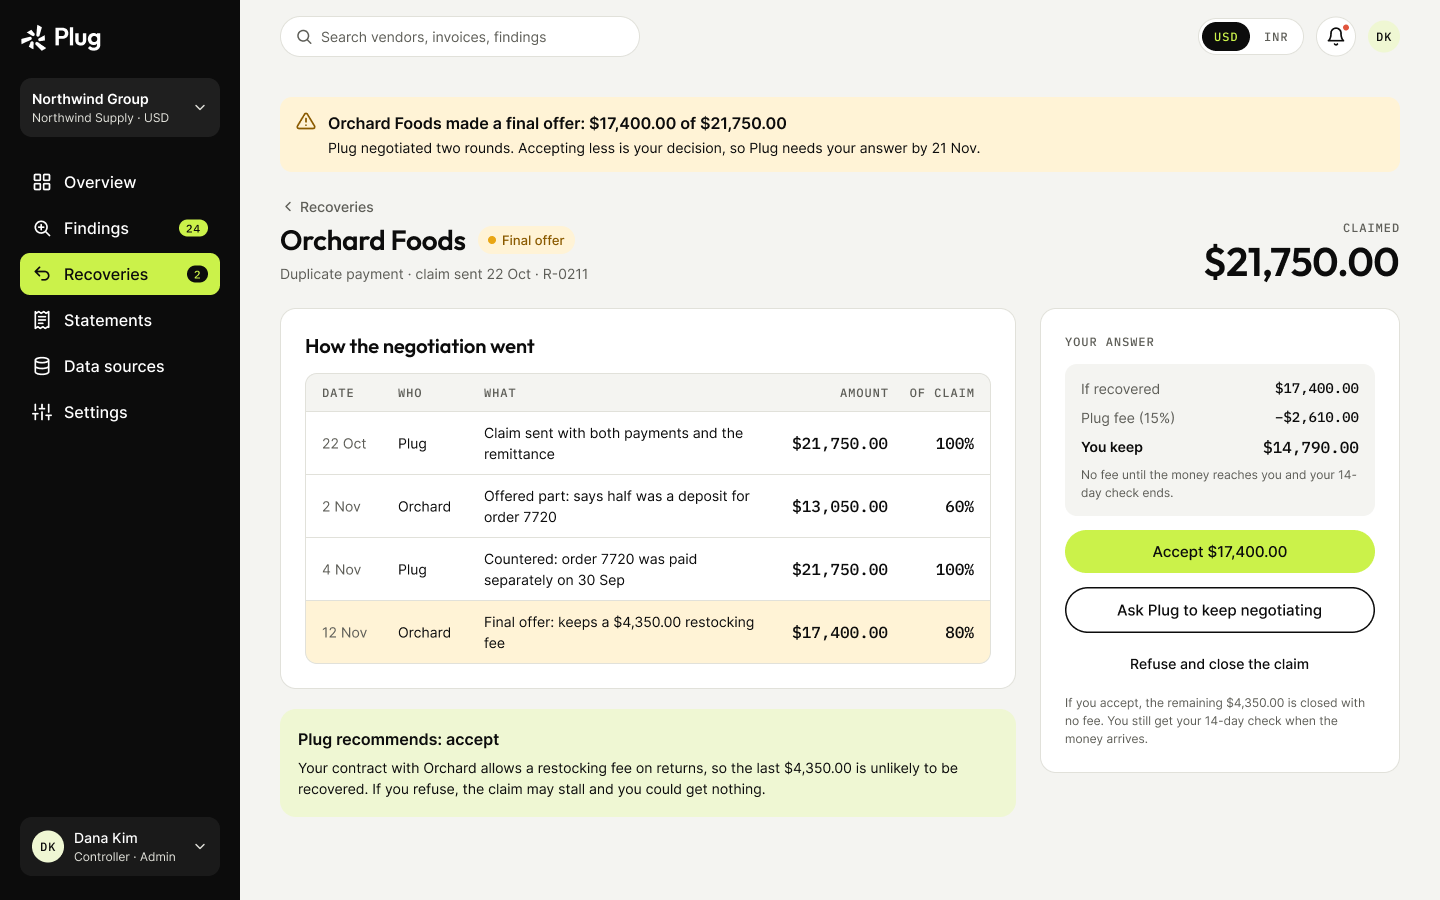 Plug
Northwind Group
Northwind Supply · USD
Overview
Findings 24
Recoveries 2
Statements
Data sources
Settings
DK
Dana Kim
Controller · Admin
Search vendors, invoices, findings
USD INR
DK
Orchard Foods made a final offer: $17,400.00 of $21,750.00
Plug negotiated two rounds. Accepting less is your decision, so Plug needs your answer by 21 Nov.
Recoveries
Orchard Foods Final offer
Duplicate payment · claim sent 22 Oct · R-0211
CLAIMED
$21,750.00
How the negotiation went
DATE WHO WHAT AMOUNT OF CLAIM
22 Oct Plug Claim sent with both payments and the remittance $21,750.00 100%
2 Nov Orchard Offered part: says half was a deposit for order 7720 $13,050.00 60%
4 Nov Plug Countered: order 7720 was paid separately on 30 Sep $21,750.00 100%
12 Nov Orchard Final offer: keeps a $4,350.00 restocking fee $17,400.00 80%
Plug recommends: accept
Your contract with Orchard allows a restocking fee on returns, so the last $4,350.00 is unlikely to be
recovered. If you refuse, the claim may stall and you could get nothing.
YOUR ANSWER
If recovered $17,400.00
Plug fee (15%) −$2,610.00
You keep $14,790.00
No fee until the money reaches you and your 14-
day check ends.
Accept $17,400.00
Ask Plug to keep negotiating
Refuse and close the claim
If you accept, the remaining $4,350.00 is closed with
no fee. You still get your 14-day check when the
money arrives.